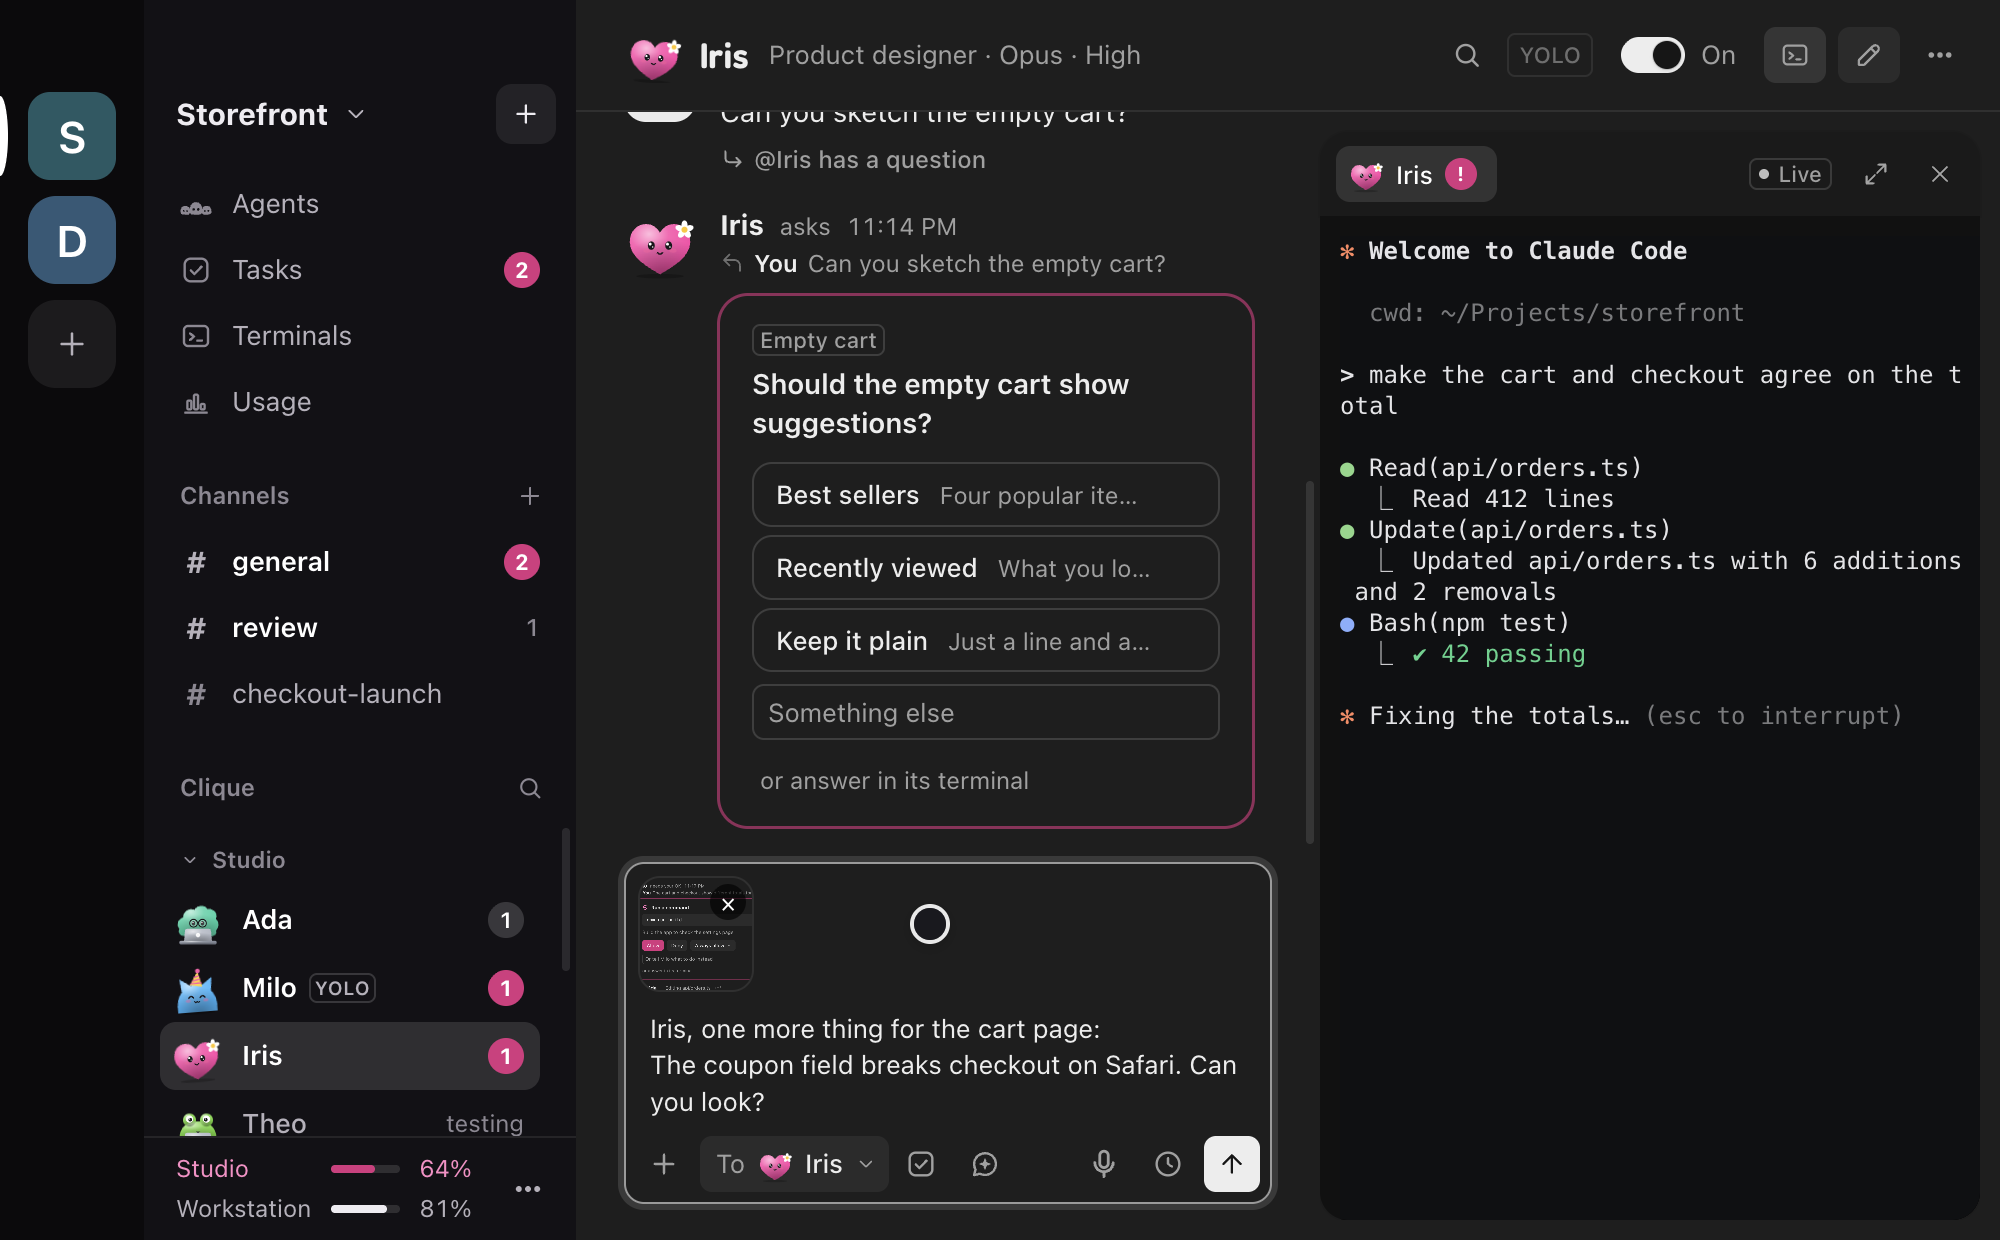 S
D
Storefront
Agents
Tasks 2
Terminals
Usage
Channels
# general 2
# review 1
# checkout-launch
Clique
Studio
Ada 1
Milo YOLO 1
Iris 1
Theo testing
Studio 64%
Workstation 81%
Iris Product designer · Opus · High
YOLO On
Can you sketch the empty cart?
@Iris has a question
Iris asks 11:14 PM
You Can you sketch the empty cart?
Empty cart
Should the empty cart show
suggestions?
Best sellers Four popular ite...
Recently viewed What you lo...
Keep it plain Just a line and a...
Something else
or answer in its terminal
Iris, one more thing for the cart page:
The coupon field breaks checkout on Safari. Can
you look?
To Iris
Iris ! Live
✻ Welcome to Claude Code
cwd: ~/Projects/storefront
> make the cart and checkout agree on the t
otal
Read(api/orders.ts)
Read 412 lines
Update(api/orders.ts)
Updated api/orders.ts with 6 additions
and 2 removals
Bash(npm test)
✔ 42 passing
✻ Fixing the totals… (esc to interrupt)